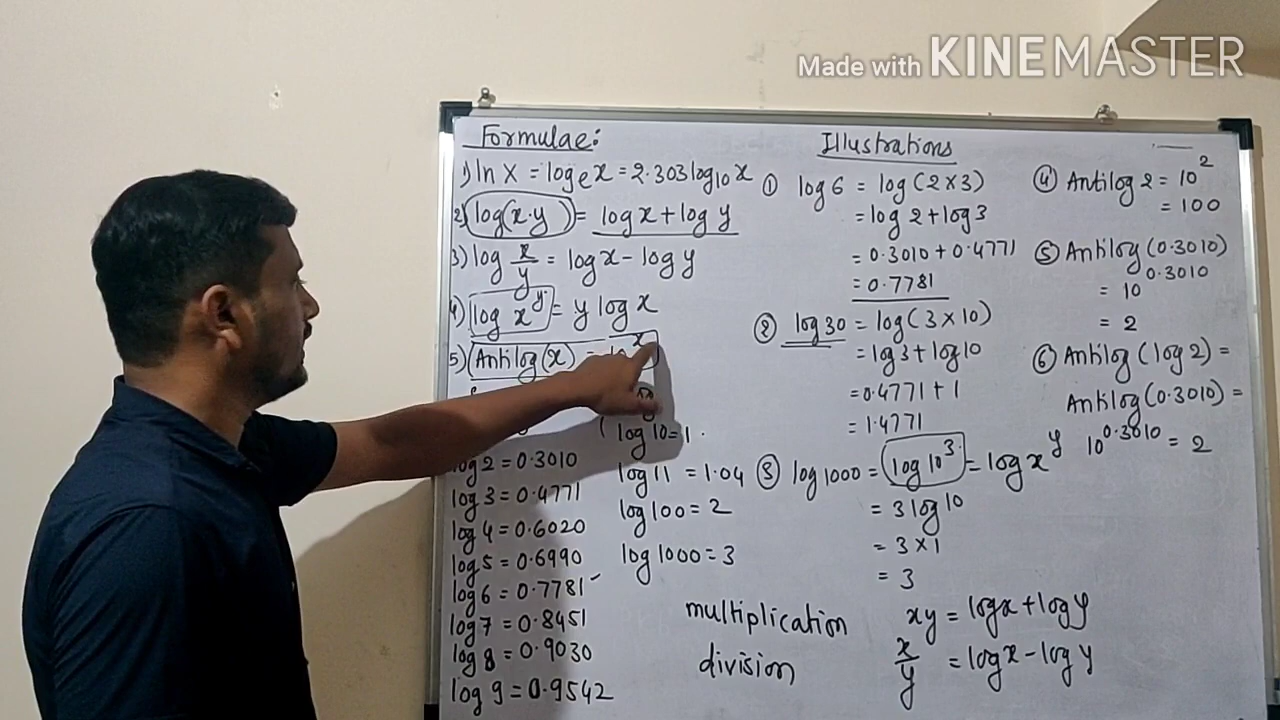 Made with KINEMASTER
Formulae:
1) ln x = logₑx = 2.303 log₁₀ x
2) log(x·y) = log x + log y
3) log x/y = log x - log y
4) log x^y = y log x
5) Antilog(x) =
log 10 = 1
log 11 = 1.04
log 100 = 2
log 1000 = 3
log 2 = 0.3010
log 3 = 0.4771
log 4 = 0.6020
log 5 = 0.6990
log 6 = 0.7781
log 7 = 0.8451
log 8 = 0.9030
log 9 = 0.9542
Illustrations
① log 6 = log(2×3)
= log 2 + log 3
= 0.3010 + 0.4771
= 0.7781
② log 30 = log(3×10)
= log 3 + log 10
= 0.4771 + 1
= 1.4771
③ log 1000 = log 10³ = log x^y
= 3 log 10
= 3 × 1
= 3
④ Antilog 2 = 10²
= 100
⑤ Antilog(0.3010)
= 10^0.3010
= 2
⑥ Antilog(log 2) =
Antilog(0.3010) =
10^0.3010 = 2
multiplication xy = log x + log y
division x/y = log x - log y